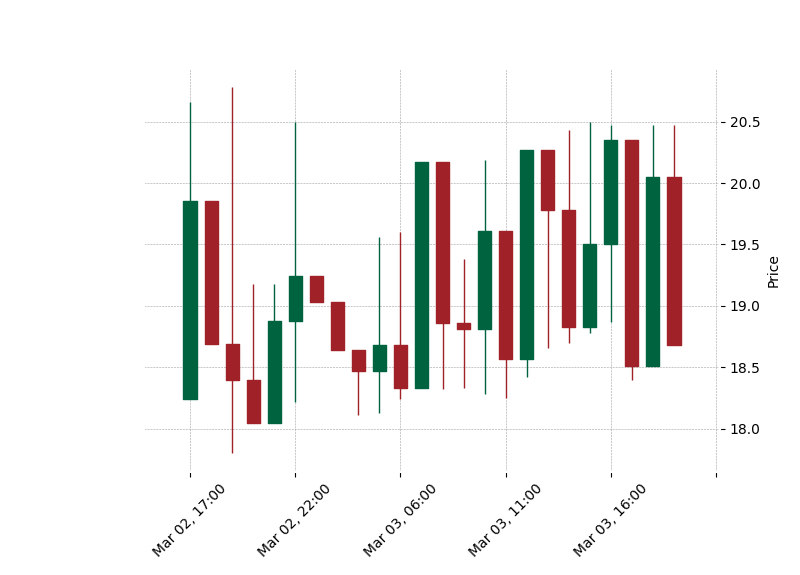 20.5
20.0
19.5
19.0
18.5
18.0
Price
Mar 02, 17:00
Mar 02, 22:00
Mar 03, 06:00
Mar 03, 11:00
Mar 03, 16:00